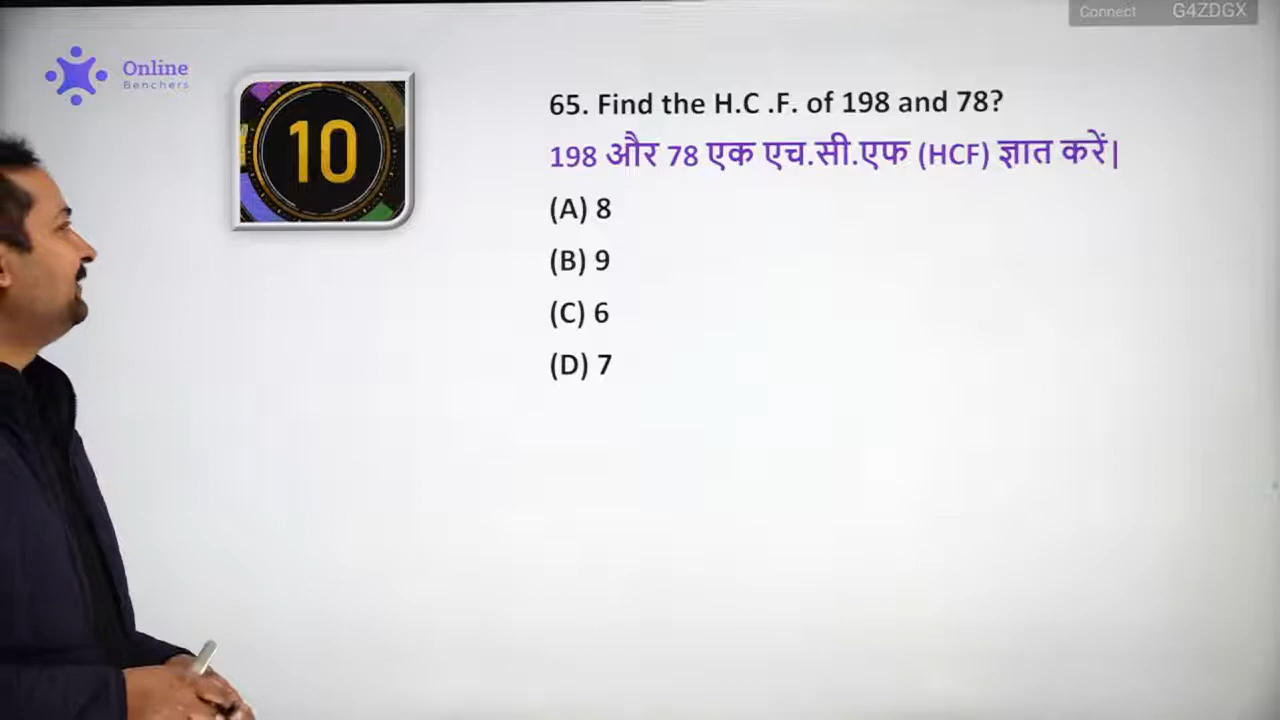 Connect G4ZDGX
Online
Benchers
10
65. Find the H.C .F. of 198 and 78?
198 और 78 एक एच.सी.एफ (HCF) ज्ञात करें|
(A) 8
(B) 9
(C) 6
(D) 7